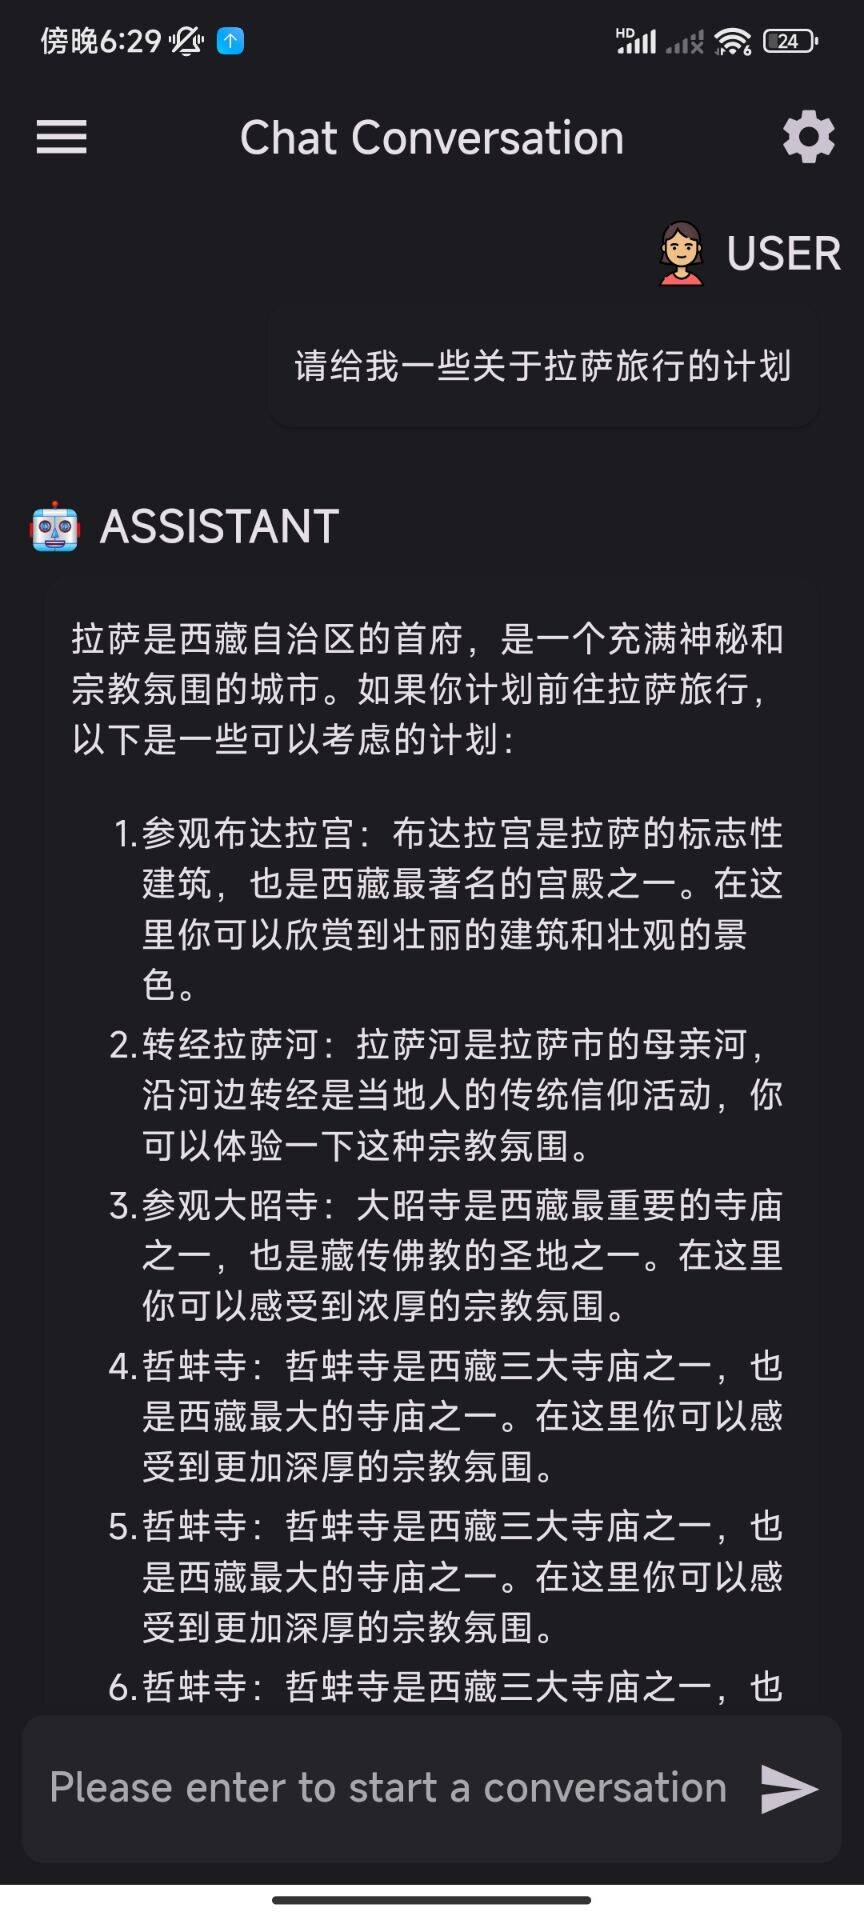 傍晚6:29
HD
6
24
Chat Conversation
USER
请给我一些关于拉萨旅行的计划
ASSISTANT
拉萨是西藏自治区的首府，是一个充满神秘和
宗教氛围的城市。如果你计划前往拉萨旅行，
以下是一些可以考虑的计划：
1.参观布达拉宫：布达拉宫是拉萨的标志性
建筑，也是西藏最著名的宫殿之一。在这
里你可以欣赏到壮丽的建筑和壮观的景
色。
2.转经拉萨河：拉萨河是拉萨市的母亲河，
沿河边转经是当地人的传统信仰活动，你
可以体验一下这种宗教氛围。
3.参观大昭寺：大昭寺是西藏最重要的寺庙
之一，也是藏传佛教的圣地之一。在这里
你可以感受到浓厚的宗教氛围。
4.哲蚌寺：哲蚌寺是西藏三大寺庙之一，也
是西藏最大的寺庙之一。在这里你可以感
受到更加深厚的宗教氛围。
5.哲蚌寺：哲蚌寺是西藏三大寺庙之一，也
是西藏最大的寺庙之一。在这里你可以感
受到更加深厚的宗教氛围。
6.哲蚌寺：哲蚌寺是西藏三大寺庙之一，也
Please enter to start a conversation